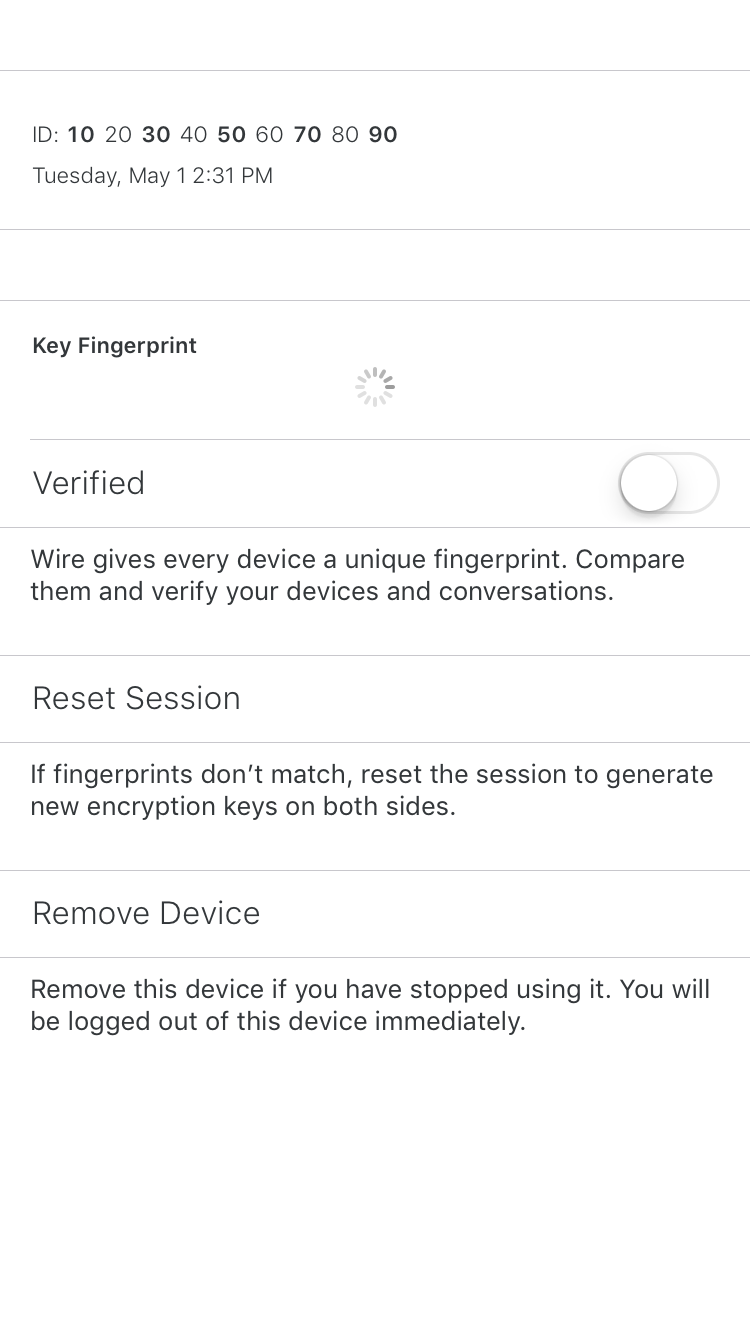 ID: 10 20 30 40 50 60 70 80 90
Tuesday, May 1 2:31 PM
Key Fingerprint
Verified
Wire gives every device a unique fingerprint. Compare
them and verify your devices and conversations.
Reset Session
If fingerprints don’t match, reset the session to generate
new encryption keys on both sides.
Remove Device
Remove this device if you have stopped using it. You will
be logged out of this device immediately.